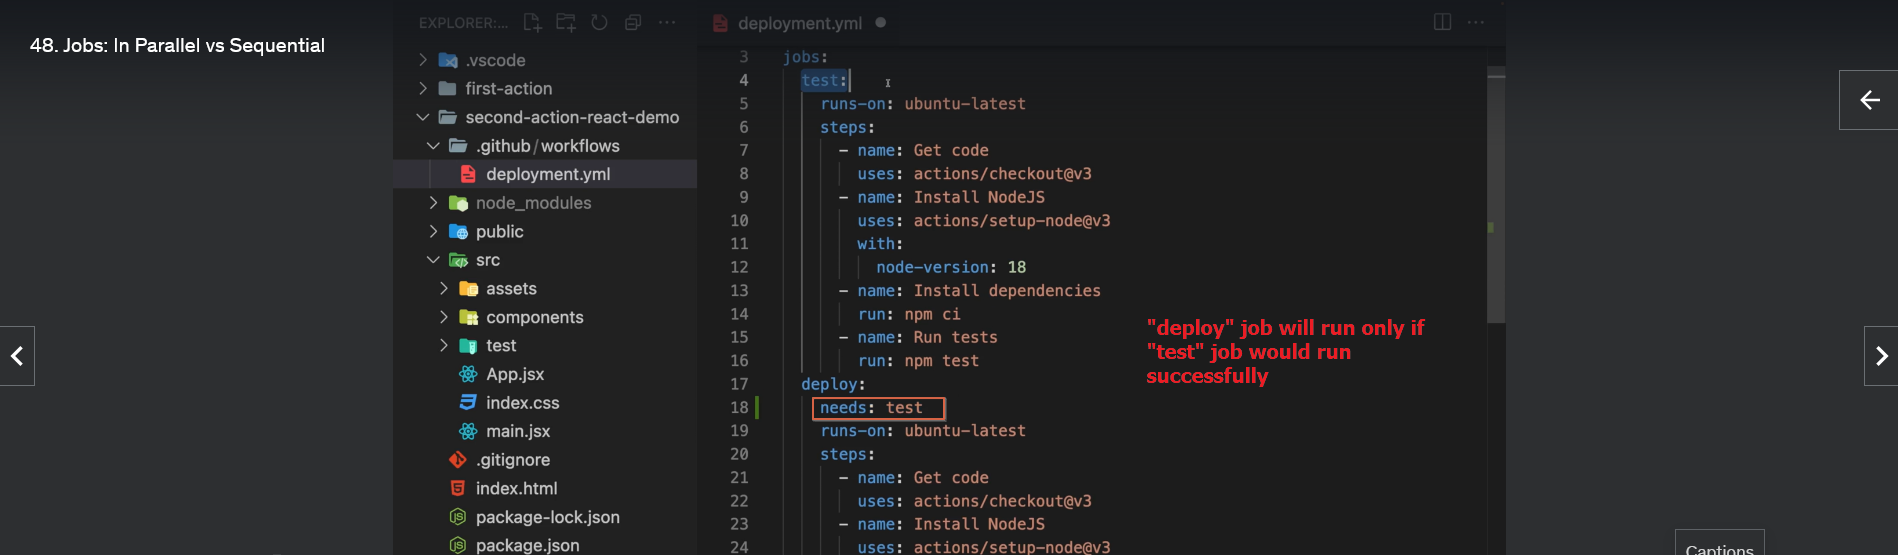 48. Jobs: In Parallel vs Sequential
EXPLORER:...
.vscode
first-action
second-action-react-demo
.github/workflows
deployment.yml
node_modules
public
src
assets
components
test
App.jsx
index.css
main.jsx
.gitignore
index.html
package-lock.json
package.json
deployment.yml
3 jobs:
4 test:
5 runs-on: ubuntu-latest
6 steps:
7 - name: Get code
8 uses: actions/checkout@v3
9 - name: Install NodeJS
10 uses: actions/setup-node@v3
11 with:
12 node-version: 18
13 - name: Install dependencies
14 run: npm ci
15 - name: Run tests
16 run: npm test
17 deploy:
18 needs: test
19 runs-on: ubuntu-latest
20 steps:
21 - name: Get code
22 uses: actions/checkout@v3
23 - name: Install NodeJS
24 uses: actions/setup-node@v3
"deploy" job will run only if
"test" job would run
successfully
Captions